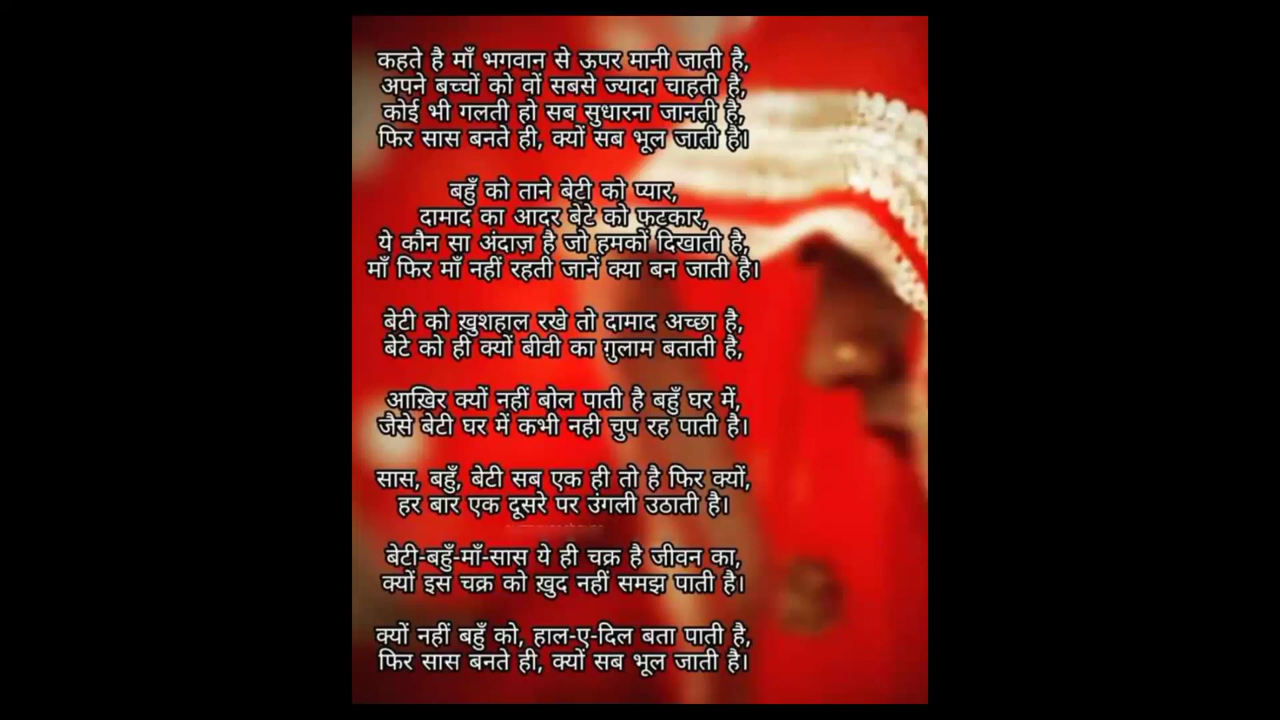 कहते है माँ भगवान से ऊपर मानी जाती है,
अपने बच्चों को वों सबसे ज्यादा चाहती है,
कोई भी गलती हो सब सुधारना जानती है,
फिर सास बनते ही, क्यों सब भूल जाती है।
बहुँ को ताने बेटी को प्यार,
दामाद का आदर बेटे को फटकार,
ये कौन सा अंदाज़ है जो हमकों दिखाती है,
माँ फिर माँ नहीं रहती जानें क्या बन जाती है।
बेटी को ख़ुशहाल रखे तो दामाद अच्छा है,
बेटे को ही क्यों बीवी का ग़ुलाम बताती है,
आख़िर क्यों नहीं बोल पाती है बहुँ घर में,
जैसे बेटी घर में कभी नही चुप रह पाती है।
सास, बहुँ, बेटी सब एक ही तो है फिर क्यों,
हर बार एक दूसरे पर उंगली उठाती है।
बेटी-बहुँ-माँ-सास ये ही चक्र है जीवन का,
क्यों इस चक्र को ख़ुद नहीं समझ पाती है।
क्यों नहीं बहुँ को, हाल-ए-दिल बता पाती है,
फिर सास बनते ही, क्यों सब भूल जाती है।